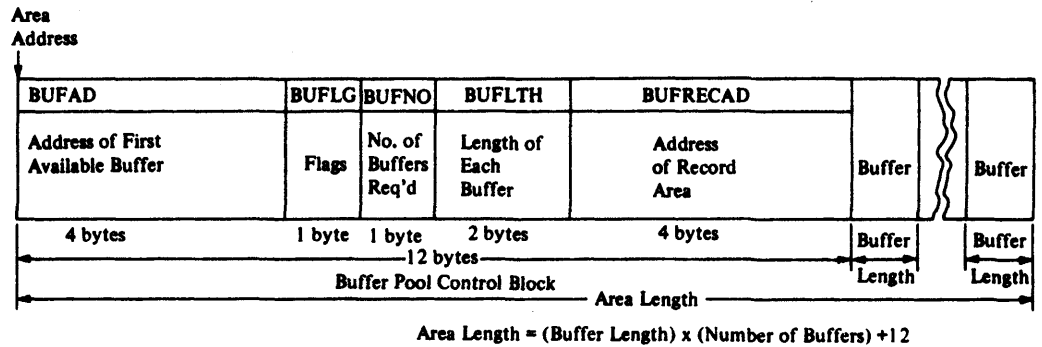 Area
Address
BUFAD BUFLG BUFNO BUFLTH BUFRECAD
Address of First
Available Buffer
Flags
No. of
Buffers
Req'd
Length of
Each
Buffer
Address
of Record
Area
Buffer
Buffer
4 bytes 1 byte 1 byte 2 bytes 4 bytes
Buffer
Length
Buffer
Length
12 bytes
Buffer Pool Control Block
Area Length
Area Length = (Buffer Length) x (Number of Buffers) +12